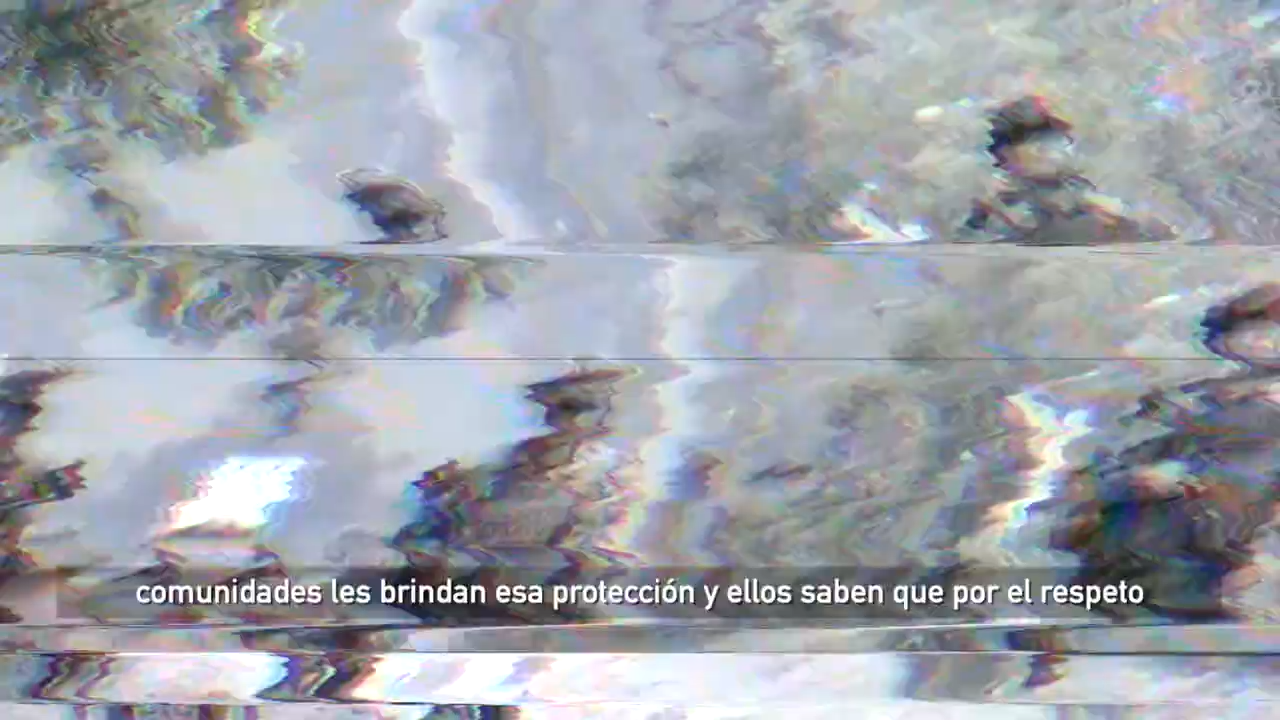 comunidades les brindan esa protección y ellos saben que por el respeto